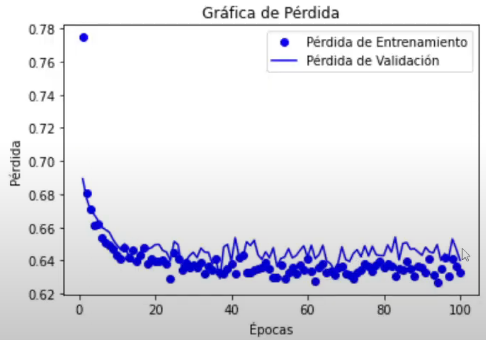 Gráfica de Pérdida
Pérdida de Entrenamiento
Pérdida de Validación
0.78
0.76
0.74
0.72
0.70
0.68
0.66
0.64
0.62
Pérdida
0 20 40 60 80 100
Épocas